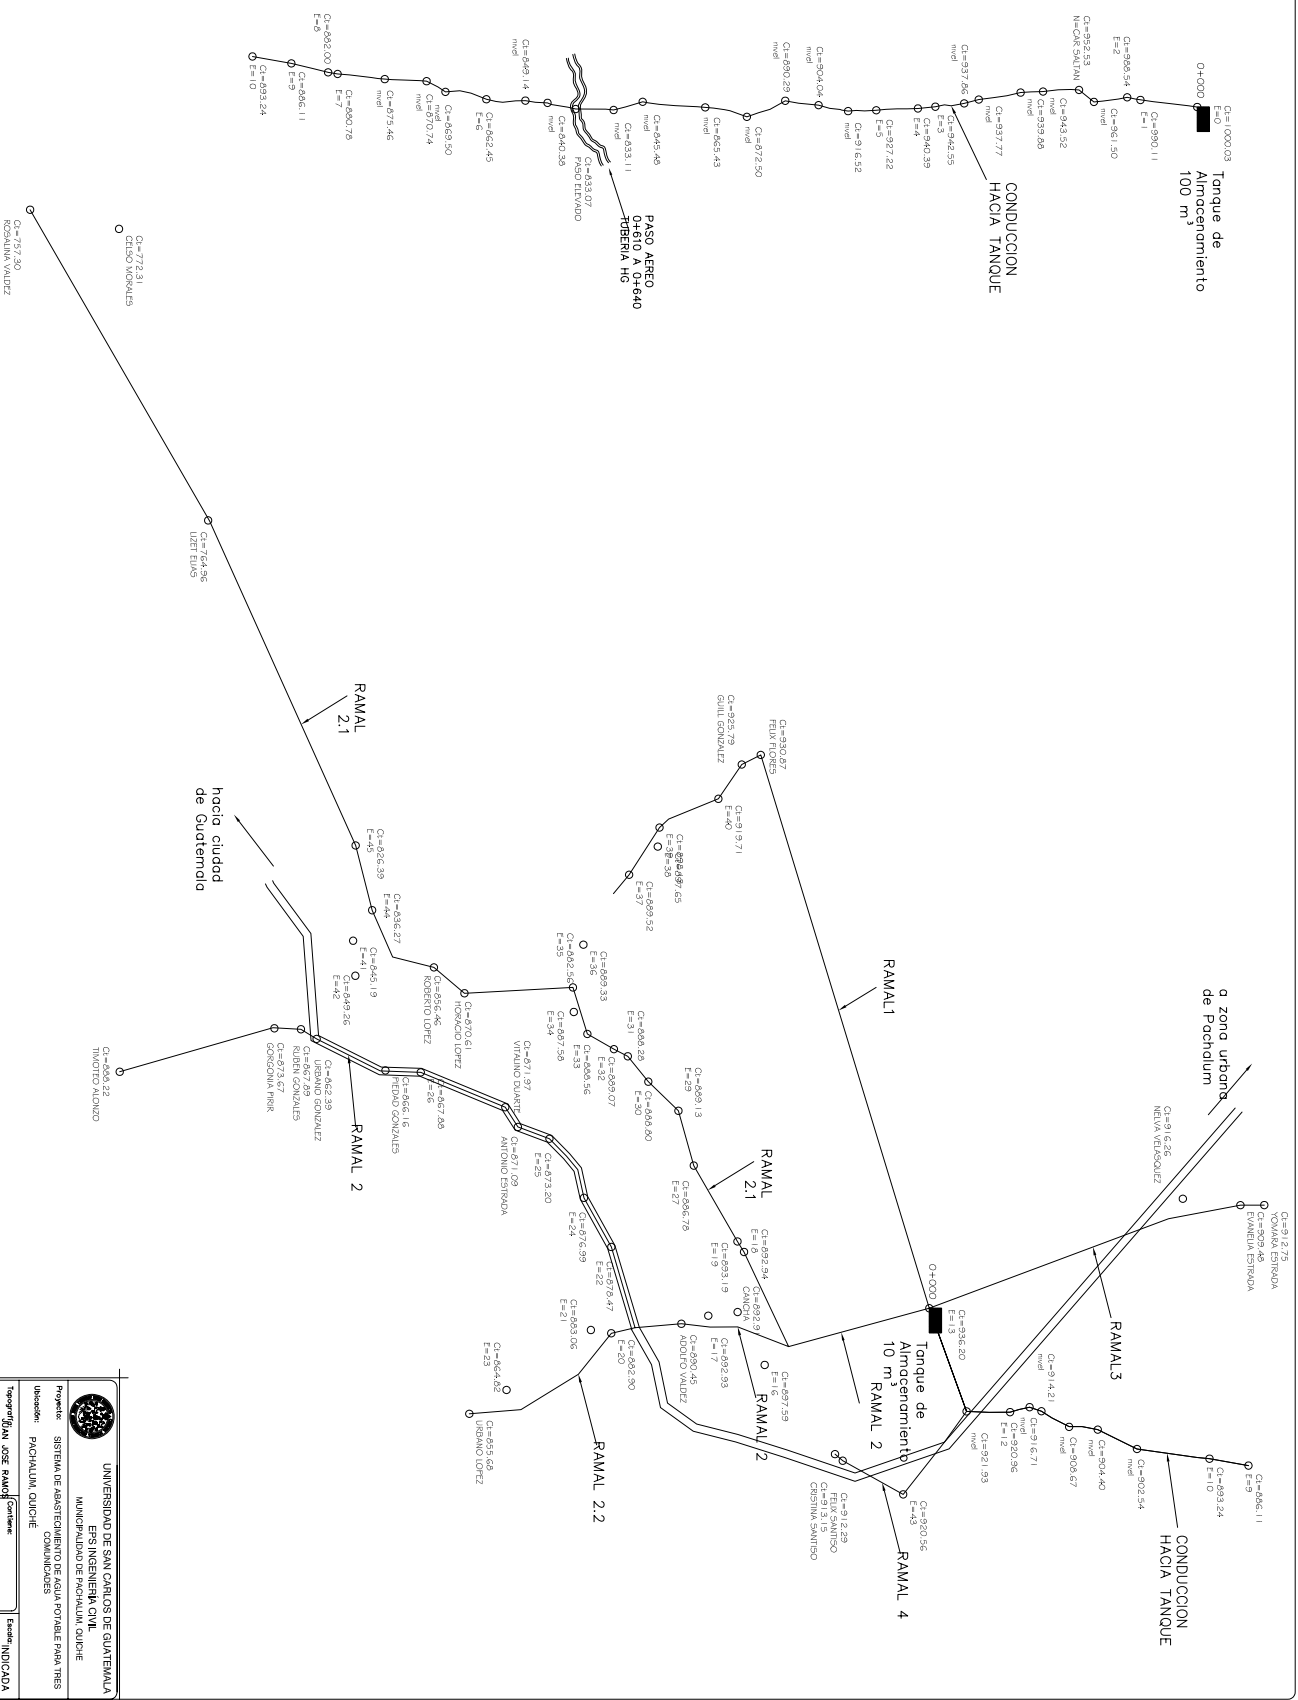 Ct=1000.03
E=0
0+000
Tanque de
Almacenamiento
100 m³
Ct=990.11
E=1
Ct=988.54
E=2
Ct=961.50
nivel
Ct=952.53
N=CAR SALTAN
Ct=943.52
nivel
Ct=939.88
nivel
Ct=937.77
nivel
Ct=937.86
nivel
CONDUCCION
HACIA TANQUE
Ct=942.55
E=3
Ct=940.39
E=4
Ct=927.22
E=5
Ct=916.52
nivel
Ct=904.04
nivel
Ct=890.29
nivel
Ct=872.50
nivel
Ct=865.43
nivel
Ct=845.48
nivel
Ct=833.11
nivel
PASO AEREO
0+610 A 0+640
TUBERIA HG
Ct=833.07
PASO ELEVADO
Ct=840.38
nivel
Ct=849.14
nivel
Ct=862.45
E=6
Ct=869.50
nivel
Ct=870.74
nivel
Ct=875.46
nivel
Ct=880.78
E=7
Ct=882.00
E=8
Ct=886.11
E=9
Ct=893.24
E=10
Ct=772.31
CELSO MORALES
Ct=757.30
ROSALINA VALDEZ
Ct=764.96
LIZET ELIAS
RAMAL
2.1
hacia ciudad
de Guatemala
Ct=826.39
E=45
Ct=836.27
E=44
Ct=845.19
E=41
Ct=849.26
E=42
Ct=856.46
ROBERTO LOPEZ
Ct=870.61
HORACIO LOPEZ
Ct=930.87
FELIX FLORES
Ct=925.79
GUILL GONZALEZ
Ct=919.71
E=40
E=38
Ct=889.52
E=37
Ct=889.33
E=36
Ct=882.56
E=35
Ct=887.58
E=34
Ct=888.56
E=33
Ct=889.07
E=32
Ct=888.28
E=31
Ct=888.80
E=30
Ct=889.13
E=29
Ct=886.78
E=27
RAMAL
2.1
RAMAL1
a zona urbana
de Pachalum
Ct=916.26
NELVA VELASQUEZ
Ct=912.75
YOMARA ESTRADA
Ct=909.48
EVANELIA ESTRADA
RAMAL3
Ct=892.94
E=18
Ct=893.19
E=19
Ct=892.91
CANCHA
Ct=892.93
E=17
Ct=890.45
ADOLFO VALDEZ
Ct=897.59
E=16
RAMAL 2
0+000
Ct=936.20
E=13
Tanque de
Almacenamiento
10 m³
RAMAL 2
Ct=914.21
nivel
Ct=916.71
nivel
Ct=920.96
E=12
Ct=921.93
nivel
Ct=908.67
nivel
Ct=904.40
nivel
Ct=902.54
nivel
Ct=893.24
E=10
Ct=886.11
E=9
CONDUCCION
HACIA TANQUE
Ct=920.56
E=43
RAMAL 4
Ct=912.29
FELIX SANTISO
Ct=913.15
CRISTINA SANTISO
Ct=882.90
E=20
Ct=883.06
E=21
Ct=878.47
E=22
Ct=864.82
E=23
Ct=855.68
URBANO LOPEZ
RAMAL 2.2
Ct=876.99
E=24
Ct=873.20
E=25
Ct=871.09
ANTONIO ESTRADA
Ct=871.97
VITALINO DUARTE
Ct=867.88
E=26
Ct=866.16
PIEDAD GONZALES
RAMAL 2
Ct=862.39
URBANO GONZALEZ
Ct=867.89
RUBEN GONZALES
Ct=873.67
GORGONIA PIRIR
Ct=888.22
TIMOTEO ALONZO
UNIVERSIDAD DE SAN CARLOS DE GUATEMALA
EPS INGENIERÍA CIVIL
MUNICIPALIDAD DE PACHALUM, QUICHE
Proyecto: SISTEMA DE ABASTECIMIENTO DE AGUA POTABLE PARA TRES
COMUNICADES
Ubicación: PACHALUM, QUICHÉ
Topografía: JUAN JOSE RAMOS
Contiene:
Escala: INDICADA